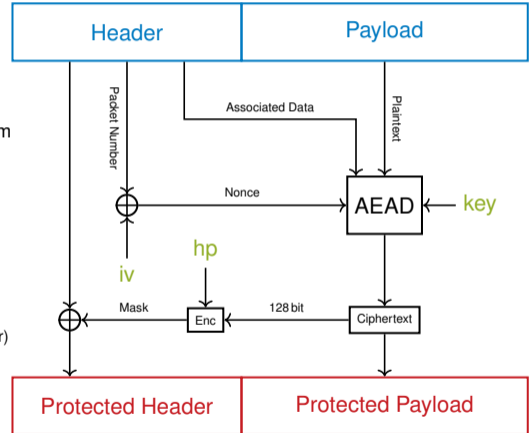 Header
Payload
Packet Number
Associated Data
Plaintext
m
Nonce
AEAD
key
iv
hp
Mask
Enc
128 bit
Ciphertext
r)
Protected Header
Protected Payload